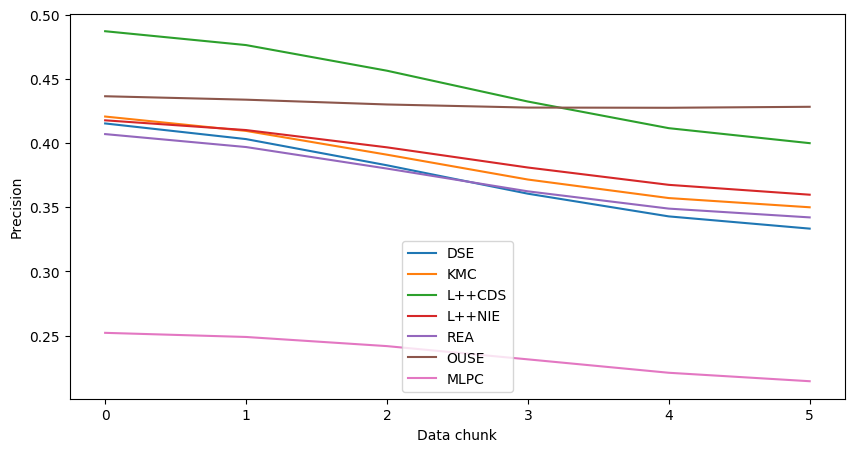 0.50
0.45
0.40
0.35
0.30
0.25
Precision
DSE
KMC
L++CDS
L++NIE
REA
OUSE
MLPC
0 1 2 3 4 5
Data chunk